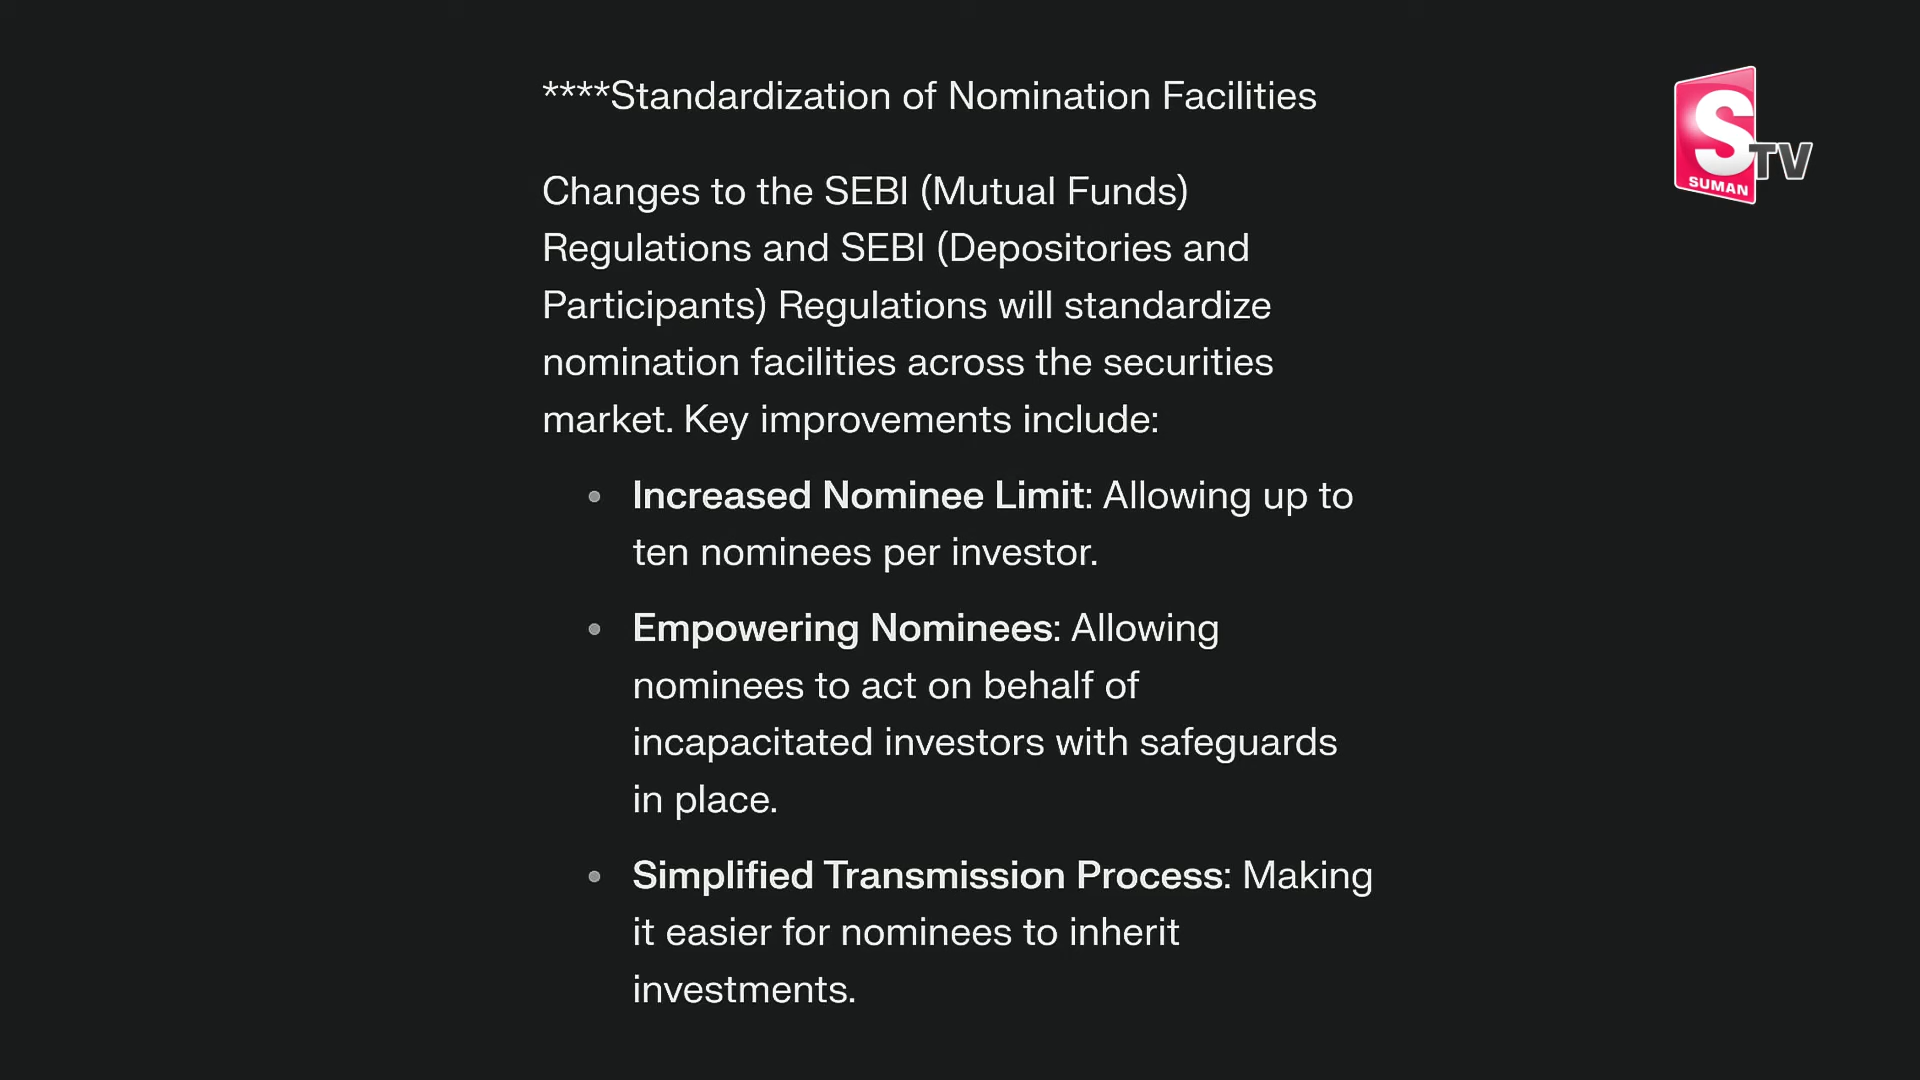 ****Standardization of Nomination Facilities
Changes to the SEBI (Mutual Funds)
Regulations and SEBI (Depositories and
Participants) Regulations will standardize
nomination facilities across the securities
market. Key improvements include:
• Increased Nominee Limit: Allowing up to
ten nominees per investor.
• Empowering Nominees: Allowing
nominees to act on behalf of
incapacitated investors with safeguards
in place.
• Simplified Transmission Process: Making
it easier for nominees to inherit
investments.
S TV
SUMAN